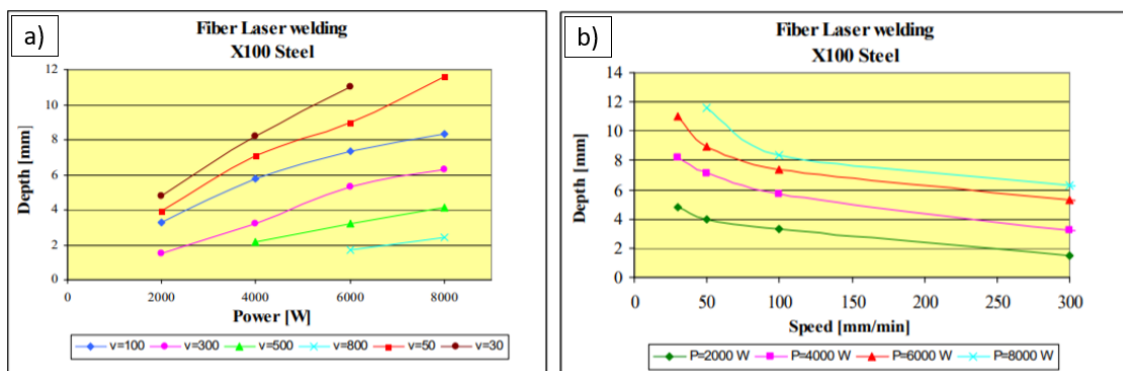 a)
Fiber Laser welding
X100 Steel
Depth [mm]
12
10
8
6
4
2
0
0 2000 4000 6000 8000
Power [W]
v=100 v=300 v=500 v=800 v=50 v=30
b)
Fiber Laser welding
X100 Steel
Depth [mm]
14
12
10
8
6
4
2
0
0 50 100 150 200 250 300
Speed [mm/min]
P=2000 W P=4000 W P=6000 W P=8000 W